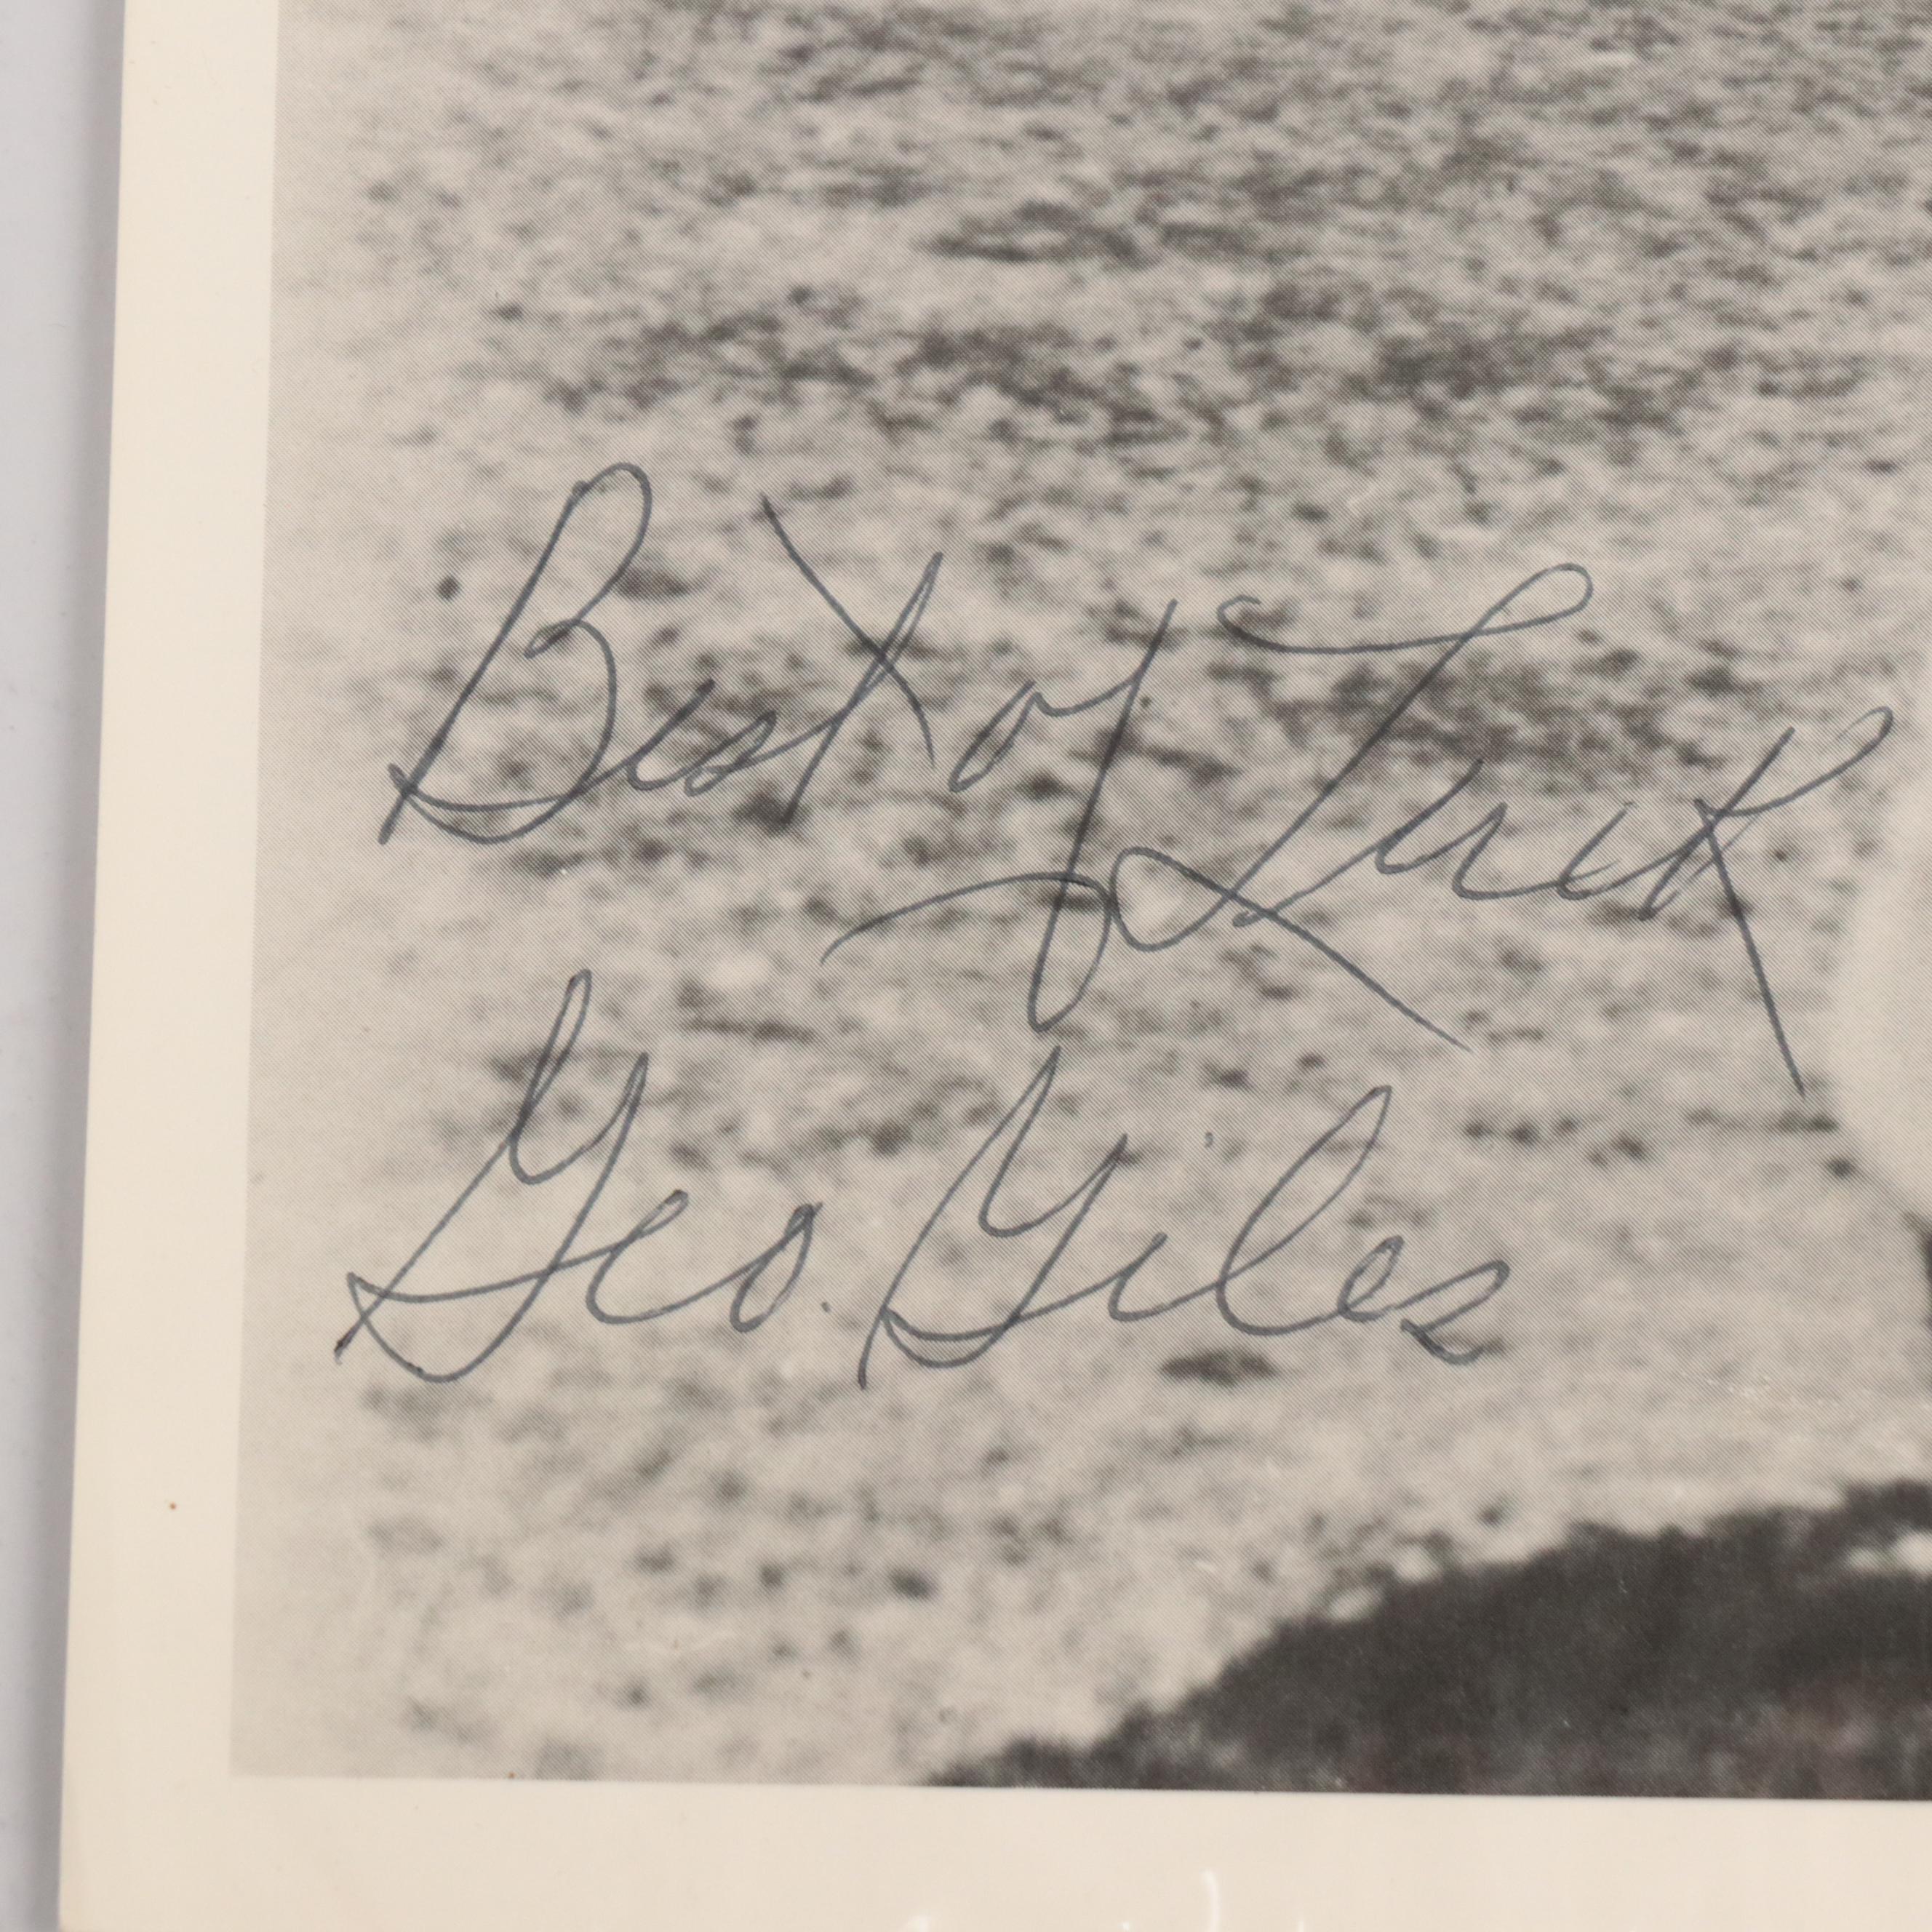 Best of Luck
Geo. Giles